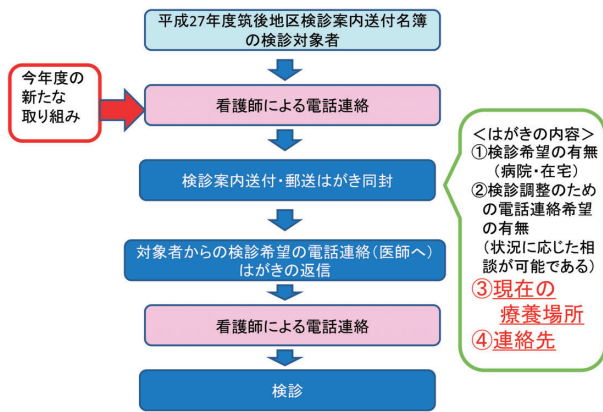 平成27年度筑後地区検診案内送付名簿
の検診対象者
今年度の
新たな
取り組み
看護師による電話連絡
検診案内送付・郵送はがき同封
対象者からの検診希望の電話連絡（医師へ）
はがきの返信
看護師による電話連絡
検診
＜はがきの内容＞
①検診希望の有無
（病院・在宅）
②検診調整のため
の電話連絡希望
の有無
（状況に応じた相
談が可能である）
③現在の
療養場所
④連絡先